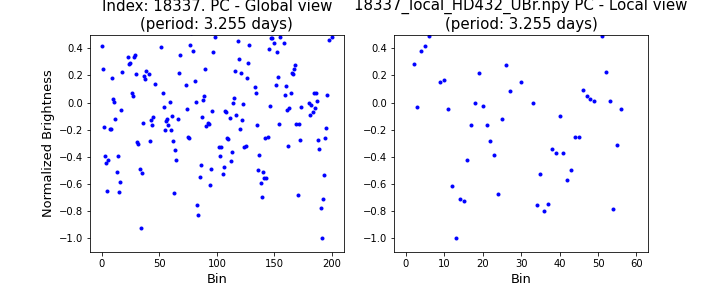 Index: 18337. PC - Global view
(period: 3.255 days)
18337_local_HD432_UBr.npy PC - Local view
(period: 3.255 days)
Normalized Brightness
0.4
0.2
0.0
−0.2
−0.4
−0.6
−0.8
−1.0
0 50 100 150 200
Bin
0.4
0.2
0.0
−0.2
−0.4
−0.6
−0.8
−1.0
0 10 20 30 40 50 60
Bin